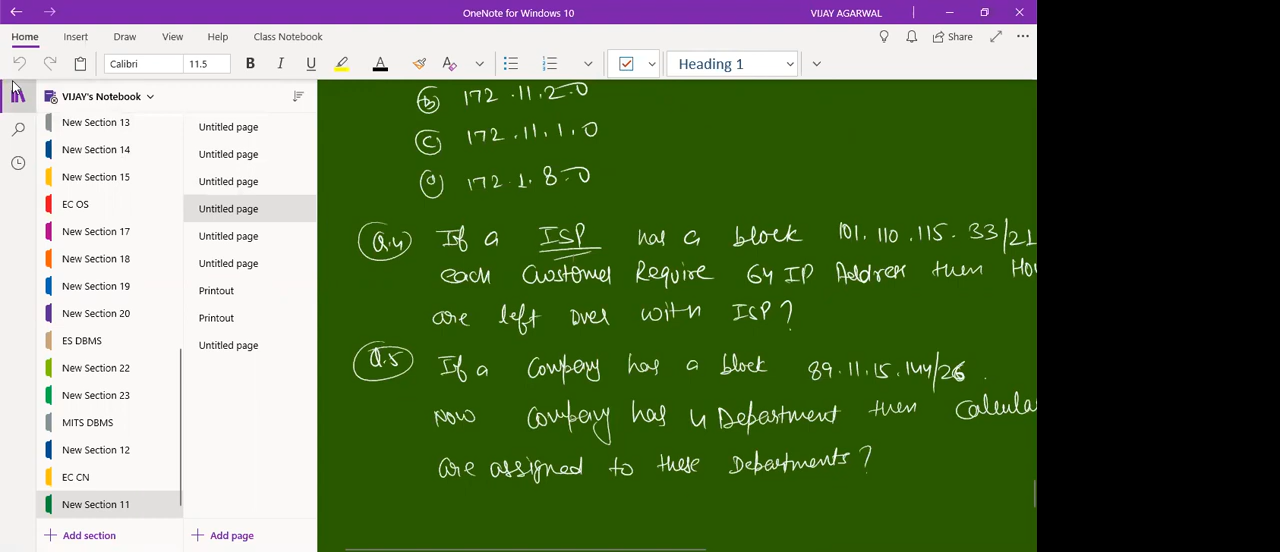 OneNote for Windows 10
VIJAY AGARWAL
Home Insert Draw View Help Class Notebook
Share
Calibri 11.5 B I U A Heading 1
VIJAY's Notebook
New Section 13
New Section 14
New Section 15
EC OS
New Section 17
New Section 18
New Section 19
New Section 20
ES DBMS
New Section 22
New Section 23
MITS DBMS
New Section 12
EC CN
New Section 11
Add section
Untitled page
Untitled page
Untitled page
Untitled page
Untitled page
Untitled page
Printout
Printout
Untitled page
Add page
(b) 172.11.2.0
(c) 172.11.1.0
172.1.8.0
Q.4 If a ISP has a block 101.110.115.33/21
each Customer Require 64 IP Address then
are left over with ISP?
Q.5 If a Company has a block 89.11.15.144/26.
Now Company has 4 Department then Calcula
are assigned to these Departments?